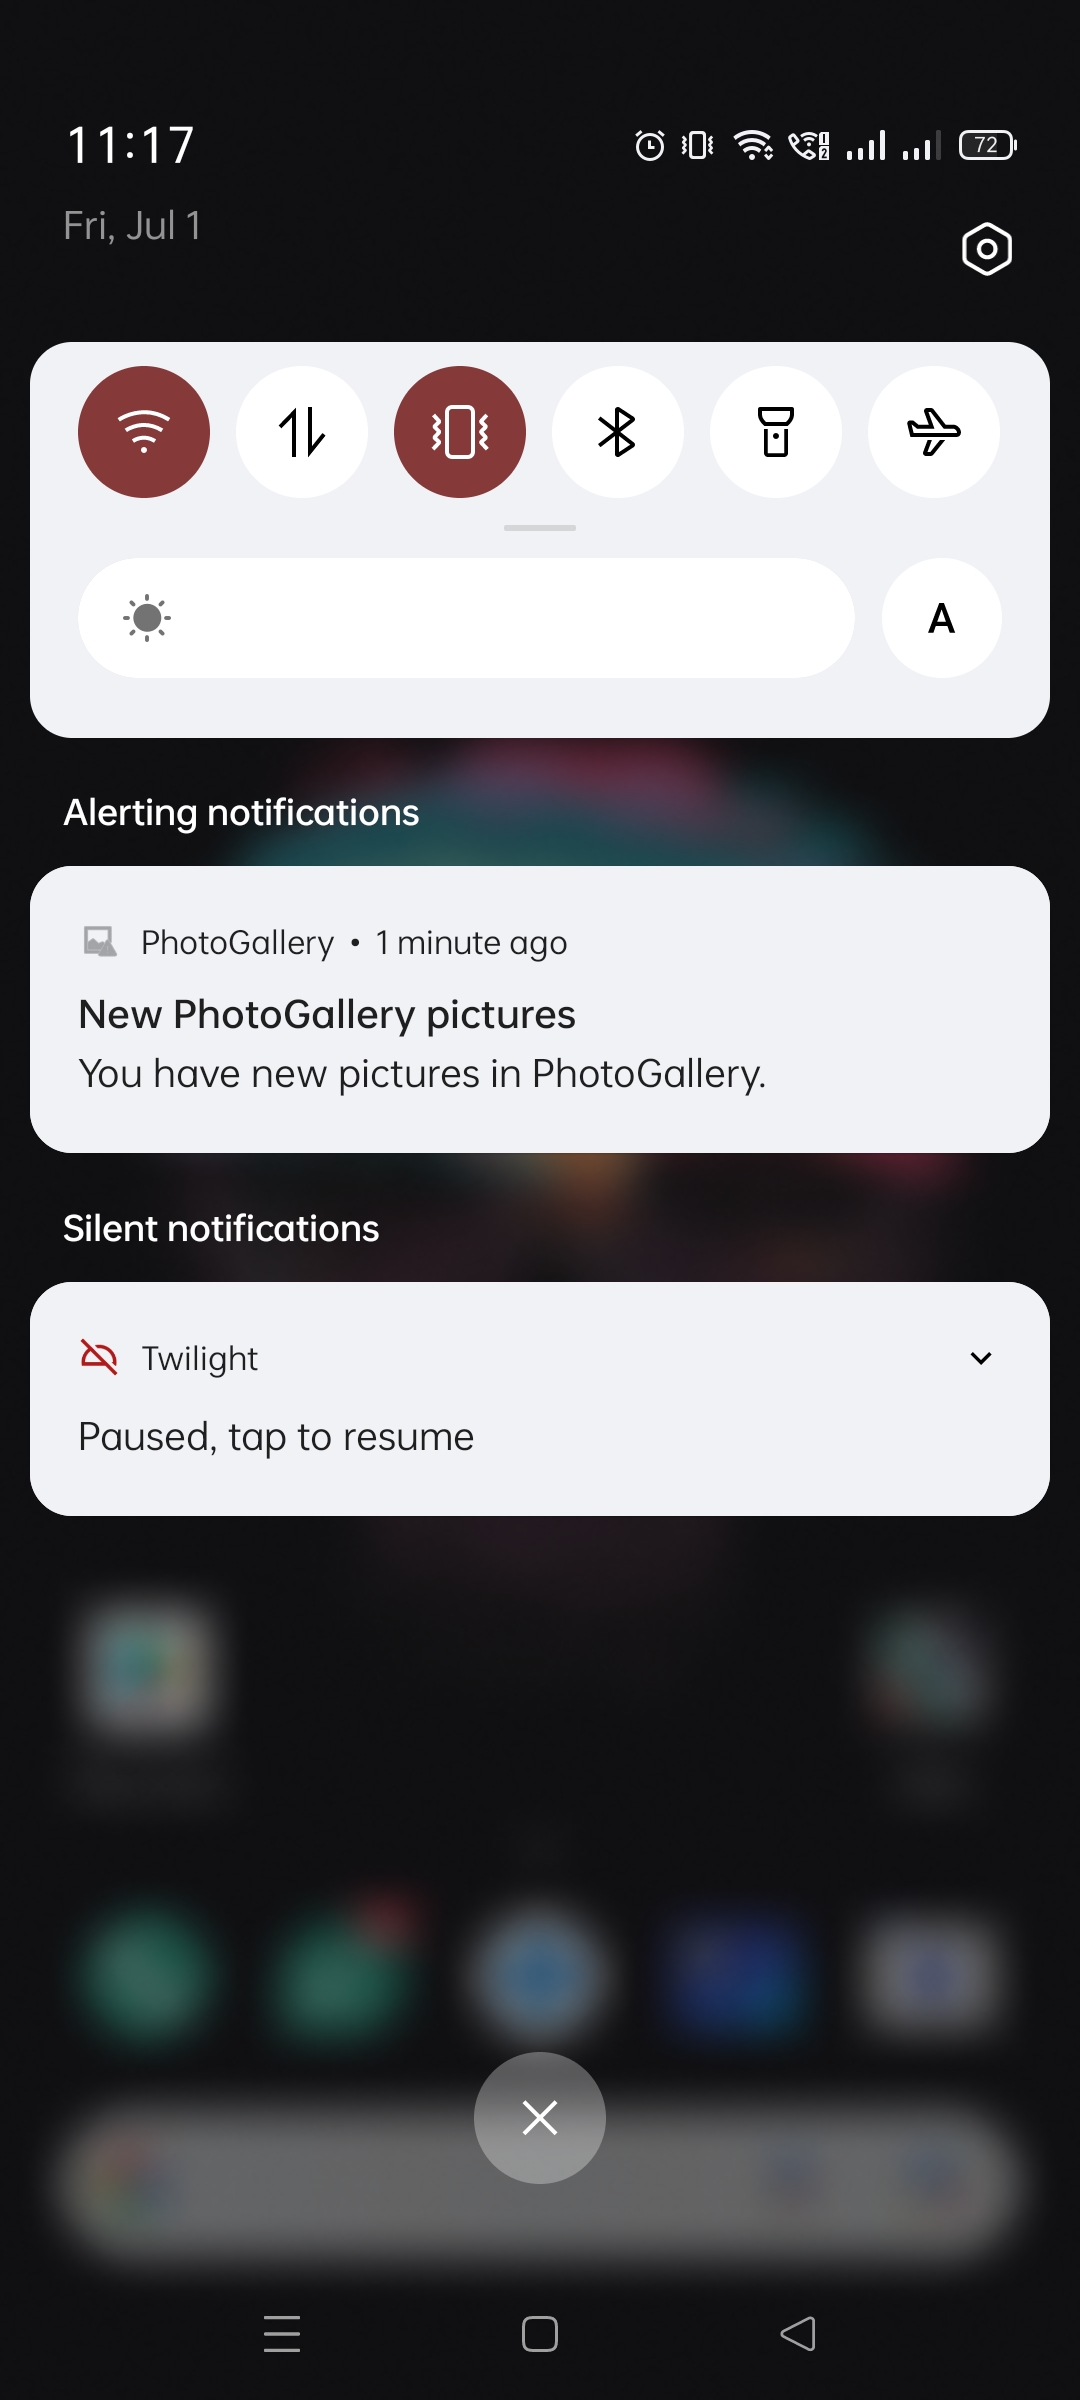 11:17
72
Fri, Jul 1
A
Alerting notifications
PhotoGallery • 1 minute ago
New PhotoGallery pictures
You have new pictures in PhotoGallery.
Silent notifications
Twilight
Paused, tap to resume